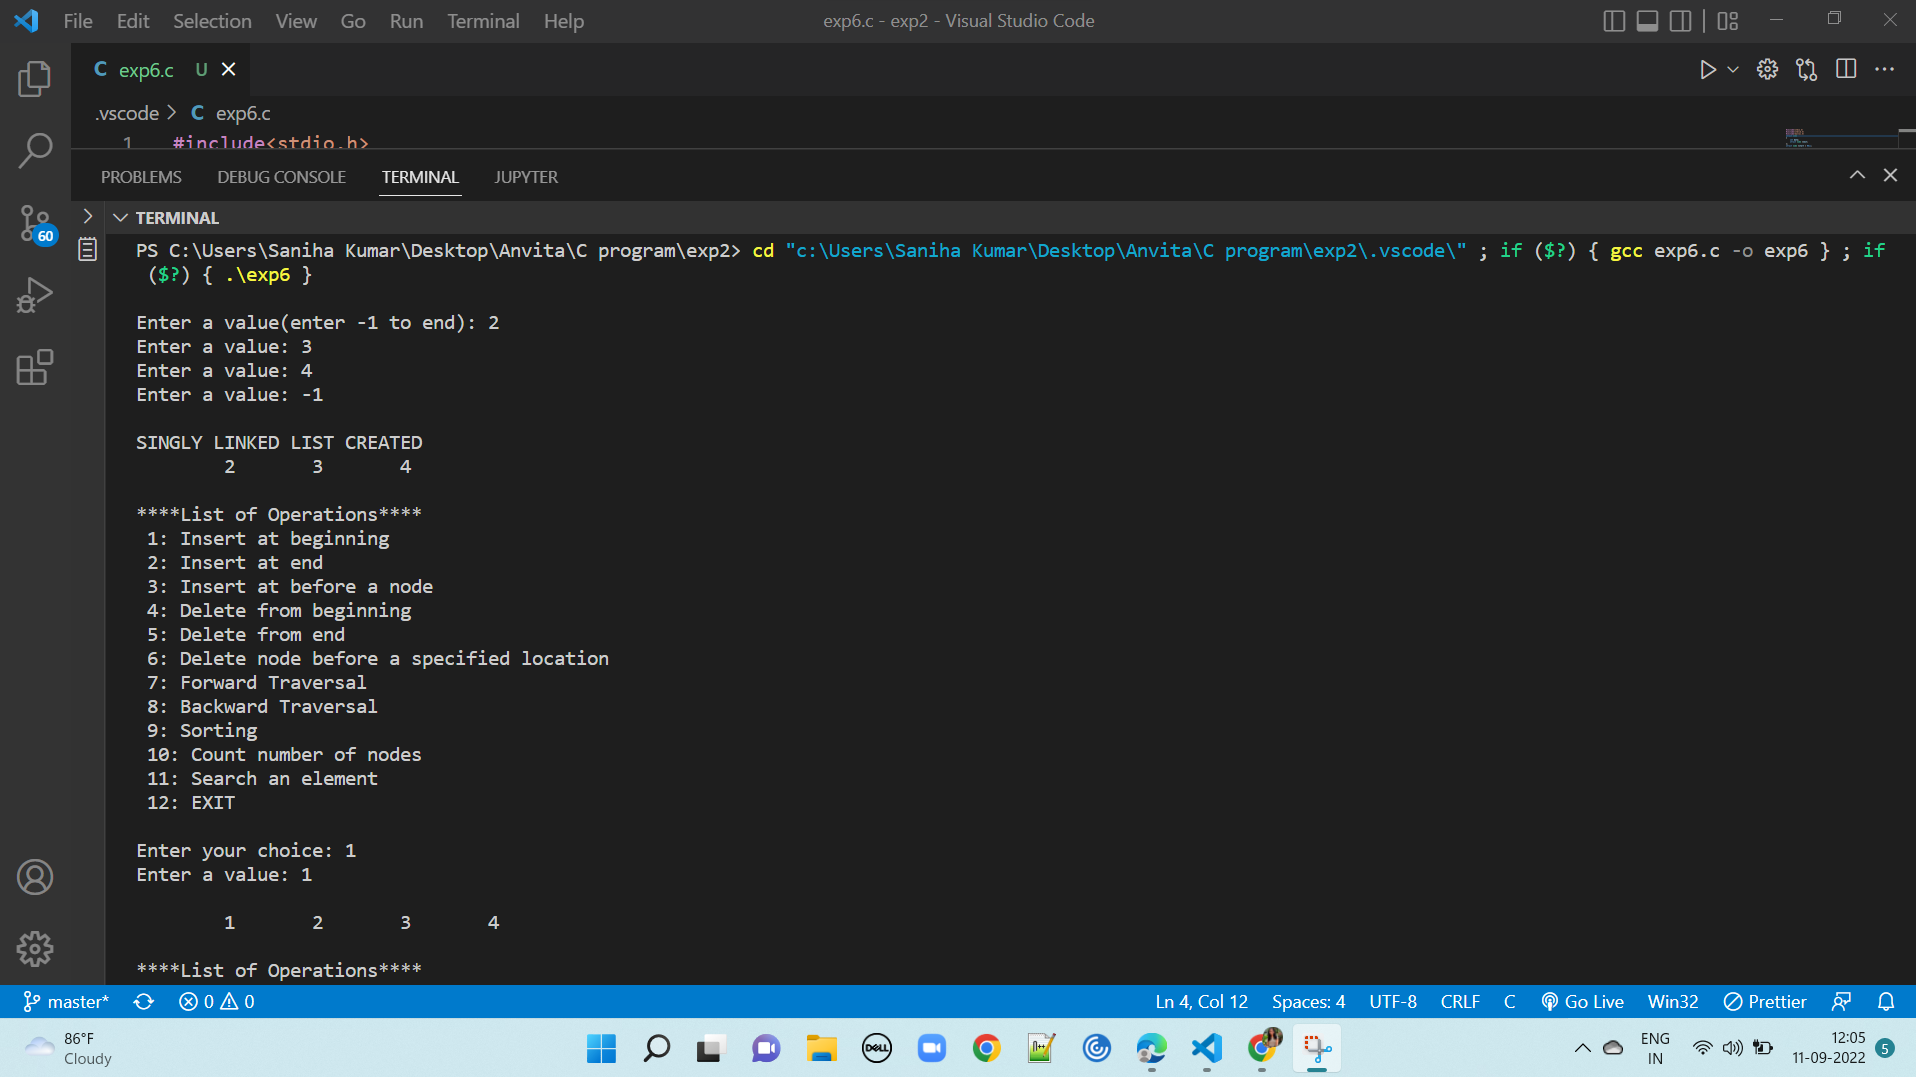 File Edit Selection View Go Run Terminal Help exp6.c - exp2 - Visual Studio Code
C exp6.c U
.vscode > C exp6.c
1 #include<stdio.h>
PROBLEMS DEBUG CONSOLE TERMINAL JUPYTER
TERMINAL
60
PS C:\Users\Saniha Kumar\Desktop\Anvita\C program\exp2> cd "c:\Users\Saniha Kumar\Desktop\Anvita\C program\exp2\.vscode\" ; if ($?) { gcc exp6.c -o exp6 } ; if
($?) { .\exp6 }
Enter a value(enter -1 to end): 2
Enter a value: 3
Enter a value: 4
Enter a value: -1
SINGLY LINKED LIST CREATED
2 3 4
****List of Operations****
1: Insert at beginning
2: Insert at end
3: Insert at before a node
4: Delete from beginning
5: Delete from end
6: Delete node before a specified location
7: Forward Traversal
8: Backward Traversal
9: Sorting
10: Count number of nodes
11: Search an element
12: EXIT
Enter your choice: 1
Enter a value: 1
1 2 3 4
****List of Operations****
master* 0 0 Ln 4, Col 12 Spaces: 4 UTF-8 CRLF C Go Live Win32 Prettier
86°F
Cloudy
DELL
ENG
IN
12:05
11-09-2022
5